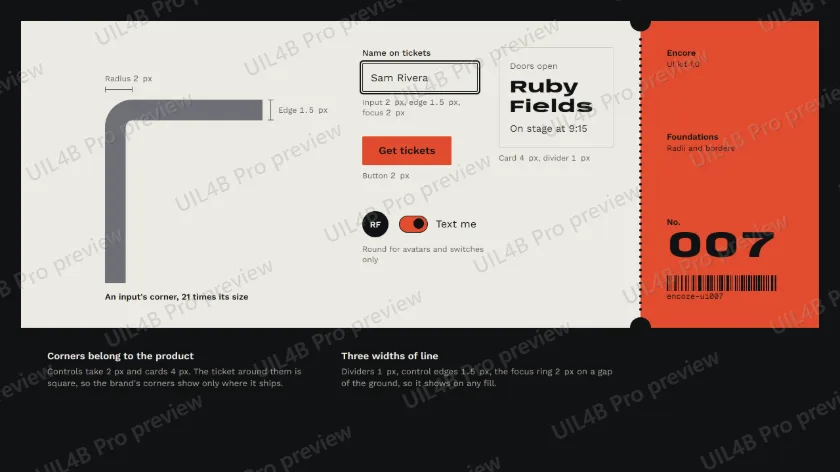 Radius 2 px
Edge 1.5 px
An input's corner, 21 times its size
Name on tickets
Sam Rivera
Input 2 px, edge 1.5 px,
focus 2 px
Get tickets
Button 2 px
RF
Text me
Round for avatars and switches
only
Doors open
Ruby
Fields
On stage at 9:15
Card 4 px, divider 1 px
Encore
UI kit 4.0
Foundations
Radii and borders
No.
007
encore-ui007
Corners belong to the product
Controls take 2 px and cards 4 px. The ticket around them is
square, so the brand's corners show only where it ships.
Three widths of line
Dividers 1 px, control edges 1.5 px, the focus ring 2 px on a gap
of the ground, so it shows on any fill.
UIL4B Pro preview